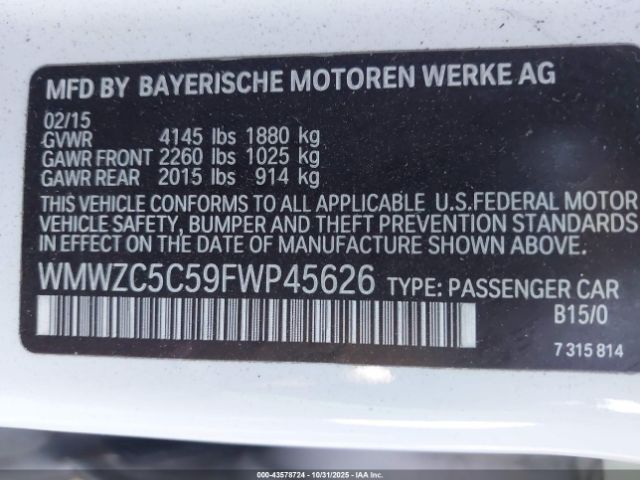 MFD BY BAYERISCHE MOTOREN WERKE AG
02/15
GVWR 4145 lbs 1880 kg
GAWR FRONT 2260 lbs 1025 kg
GAWR REAR 2015 lbs 914 kg
THIS VEHICLE CONFORMS TO ALL APPLICABLE U.S.FEDERAL MOTOR
VEHICLE SAFETY, BUMPER AND THEFT PREVENTION STANDARDS
IN EFFECT ON THE DATE OF MANUFACTURE SHOWN ABOVE.
WMWZC5C59FWP45626 TYPE: PASSENGER CAR
B15/0
7 315 814
000-43578724 | 10/31/2025 | copart